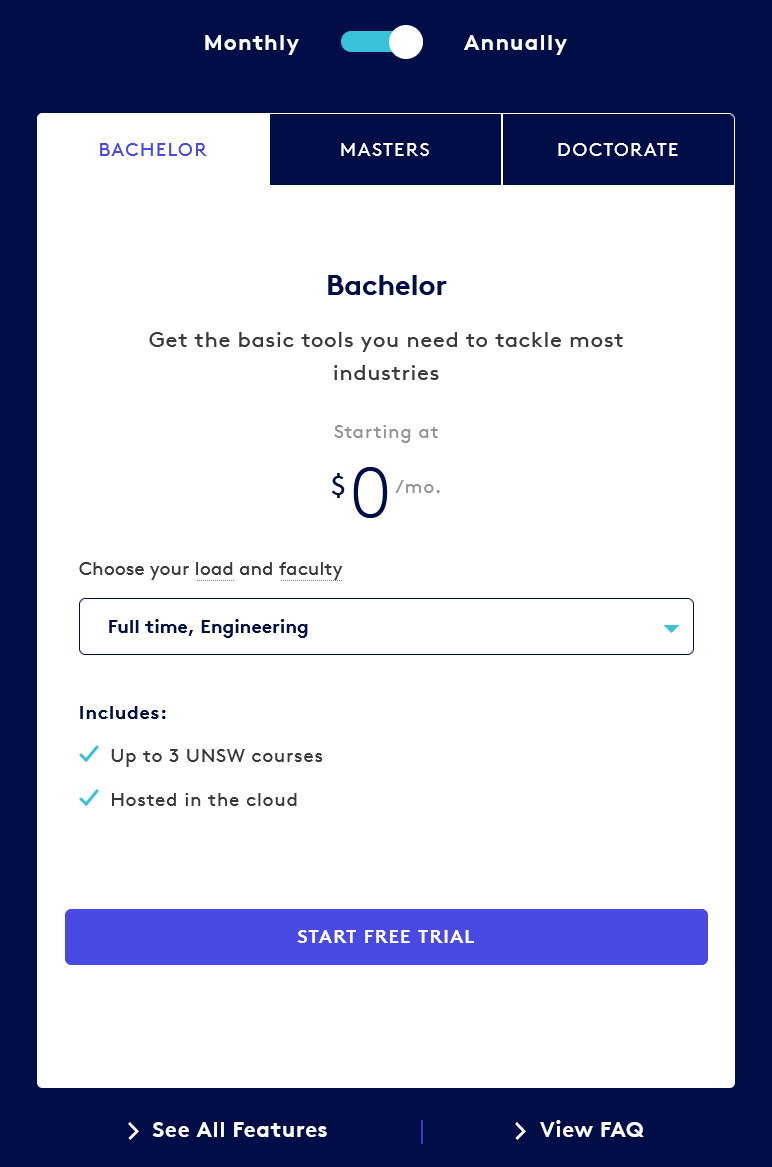 Monthly Annually
BACHELOR MASTERS DOCTORATE
Bachelor
Get the basic tools you need to tackle most
industries
Starting at
$0/mo.
Choose your load and faculty
Full time, Engineering
Includes:
Up to 3 UNSW courses
Hosted in the cloud
START FREE TRIAL
See All Features | View FAQ